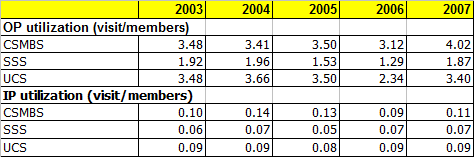 2003 2004 2005 2006 2007
OP utilization (visit/members)
CSMBS 3.48 3.41 3.50 3.12 4.02
SSS 1.92 1.96 1.53 1.29 1.87
UCS 3.48 3.66 3.50 2.34 3.40
IP utilization (visit/members)
CSMBS 0.10 0.14 0.13 0.09 0.11
SSS 0.06 0.07 0.05 0.07 0.07
UCS 0.09 0.09 0.08 0.09 0.09